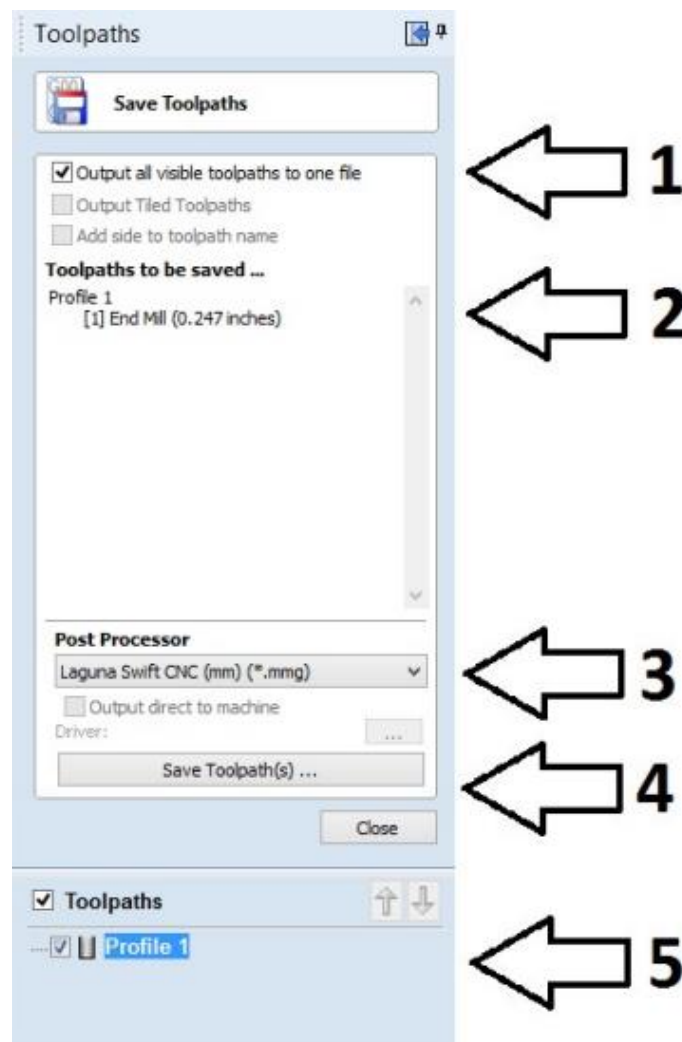 Toolpaths
Save Toolpaths
1
Output all visible toolpaths to one file
Output Tiled Toolpaths
Add side to toolpath name
Toolpaths to be saved ...
2
Profile 1
[1] End Mill (0.247 inches)
Post Processor
3
Laguna Swift CNC (mm) (*.mmg)
Output direct to machine
Driver:
...
Save Toolpath(s) ...
4
Close
Toolpaths
Profile 1
5